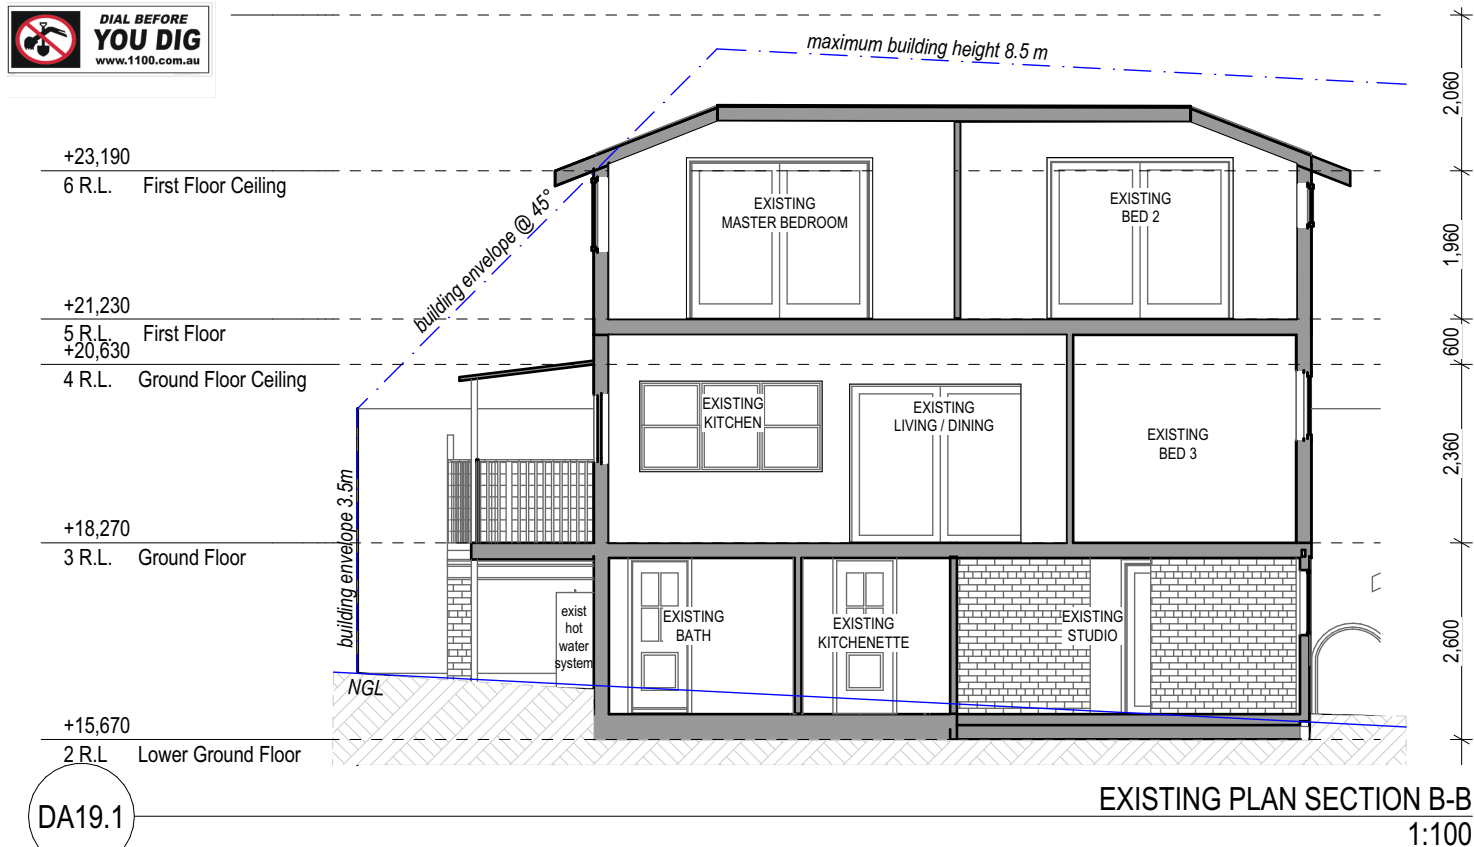 DIAL BEFORE
YOU DIG
www.1100.com.au
maximum building height 8.5 m
2,060
+23,190
6 R.L. First Floor Ceiling
EXISTING
MASTER BEDROOM
EXISTING
BED 2
building envelope @ 45°
1,960
+21,230
5 R.L. First Floor
600
+20,630
4 R.L. Ground Floor Ceiling
EXISTING
KITCHEN
EXISTING
LIVING / DINING
EXISTING
BED 3
2,360
building envelope 3.5m
+18,270
3 R.L. Ground Floor
exist
hot
water
system
EXISTING
BATH
EXISTING
KITCHENETTE
EXISTING
STUDIO
2,600
NGL
+15,670
2 R.L Lower Ground Floor
DA19.1
EXISTING PLAN SECTION B-B
1:100